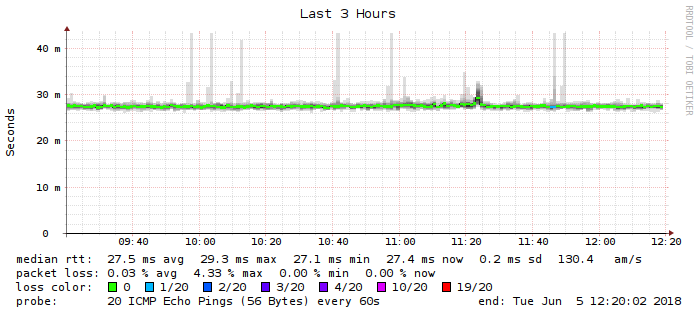 Last 3 Hours
RRDTOOL / TOBI OETIKER
Seconds
40 m
30 m
20 m
10 m
0
09:40 10:00 10:20 10:40 11:00 11:20 11:40 12:00 12:20
median rtt: 27.5 ms avg 29.3 ms max 27.1 ms min 27.4 ms now 0.2 ms sd 130.4 am/s
packet loss: 0.03 % avg 4.33 % max 0.00 % min 0.00 % now
loss color: 0 1/20 2/20 3/20 4/20 10/20 19/20
probe: 20 ICMP Echo Pings (56 Bytes) every 60s end: Tue Jun 5 12:20:02 2018